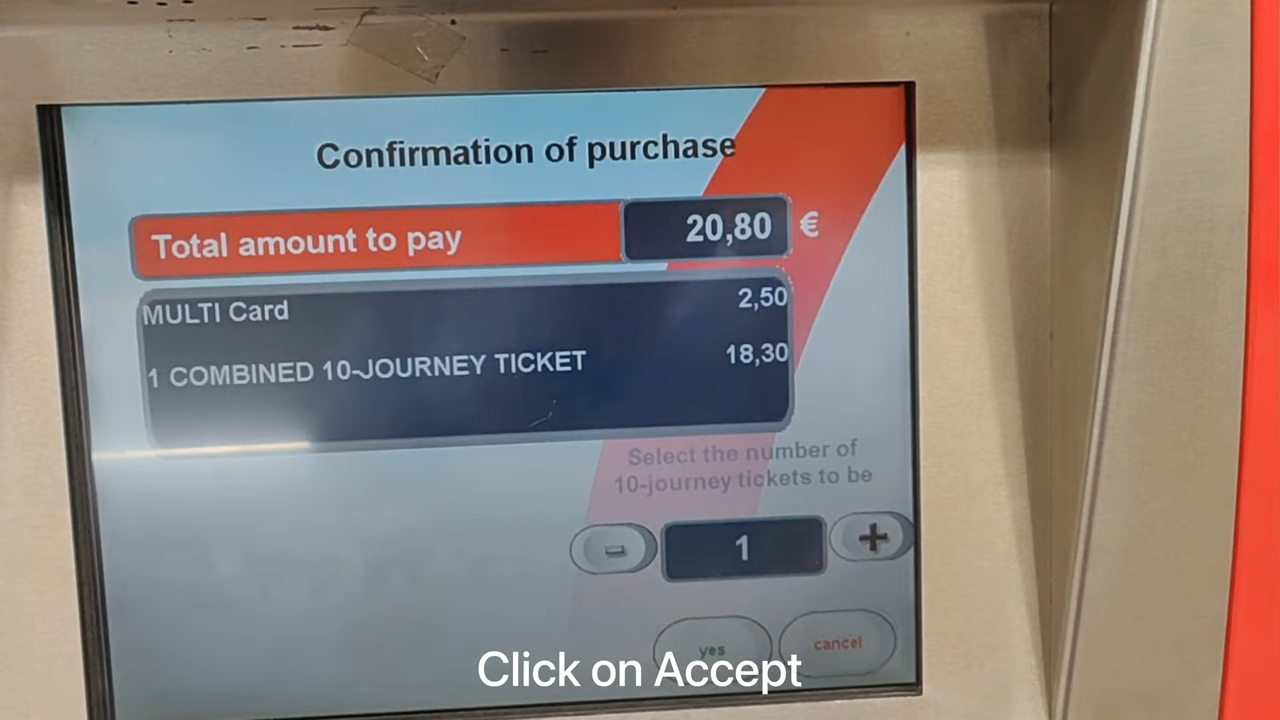 Confirmation of purchase
Total amount to pay 20,80 €
MULTI Card 2,50
1 COMBINED 10-JOURNEY TICKET 18,30
Select the number of
10-journey tickets to be
- 1 +
yes cancel
Click on Accept